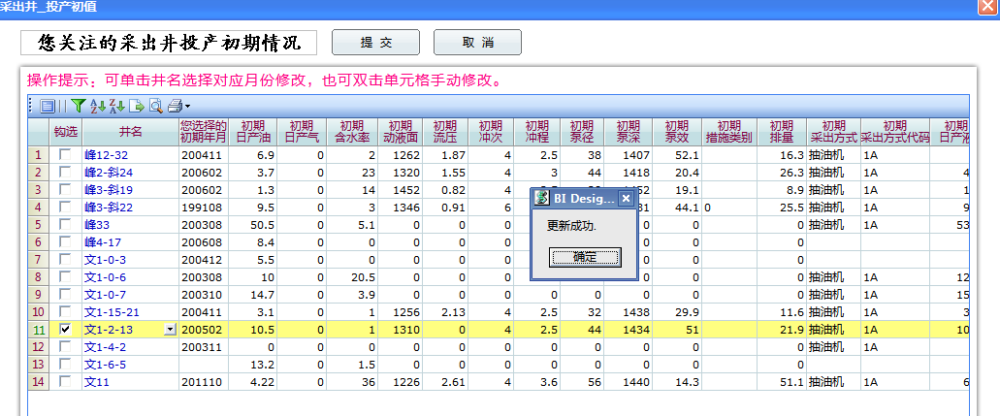 采出井_投产初值
您关注的采出井投产初期情况 提 交 取 消
操作提示：可单击井名选择对应月份修改，也可双击单元格手动修改。
钩选 井名 您选择的初期年月 初期日产油 初期日产气 初期含水率 初期动液面 初期流压 初期冲次 初期冲程 初期泵径 初期泵深 初期泵效 初期措施类别 初期排量 初期采出方式 初期采出方式代码 初期日产
1 峰12-32 200411 6.9 0 2 1262 1.87 4 2.5 38 1407 52.1 16.3 抽油机 1A
2 峰2-斜24 200602 3.7 0 23 1320 1.55 4 3 44 1418 20.4 26.3 抽油机 1A 4
3 峰3-斜19 200602 1.3 0 14 1452 0.82 4 19.1 8.9 抽油机 1A 1
4 峰3-斜22 199108 9.5 0 3 1346 0.91 6 31 44.1 0 25.5 抽油机 1A 9
5 峰33 200308 50.5 0 5.1 0 0 0 0 0 0 抽油机 1A 53
6 峰4-17 200608 8.4 0 0 0 0 0 0 0 0
7 文1-0-3 200412 5.5 0 0 0 0 0 0 0 0
8 文1-0-6 200308 10 0 20.5 0 0 0 0 0 0 抽油机 1A 12
9 文1-0-7 200310 14.7 0 3.9 0 0 0 0 0 0 0 0 抽油机 1A 15
10 文1-15-21 200411 3.1 0 1 1256 2.13 4 2.5 32 1438 29.9 11.6 抽油机 1A 3
11 文1-2-13 200502 10.5 0 1 1310 0 4 2.5 44 1434 51 21.9 抽油机 1A 10
12 文1-4-2 200311 0 0 0 0 0 0 0 0 0 0 0 抽油机 1A
13 文1-6-5 13.2 0 1.5 0 0 0 0 0 0 0 0
14 文11 201110 4.22 0 36 1226 2.61 4 3.6 56 1440 14.3 51.1 抽油机 1A 6
BI Desig...
更新成功.
确定